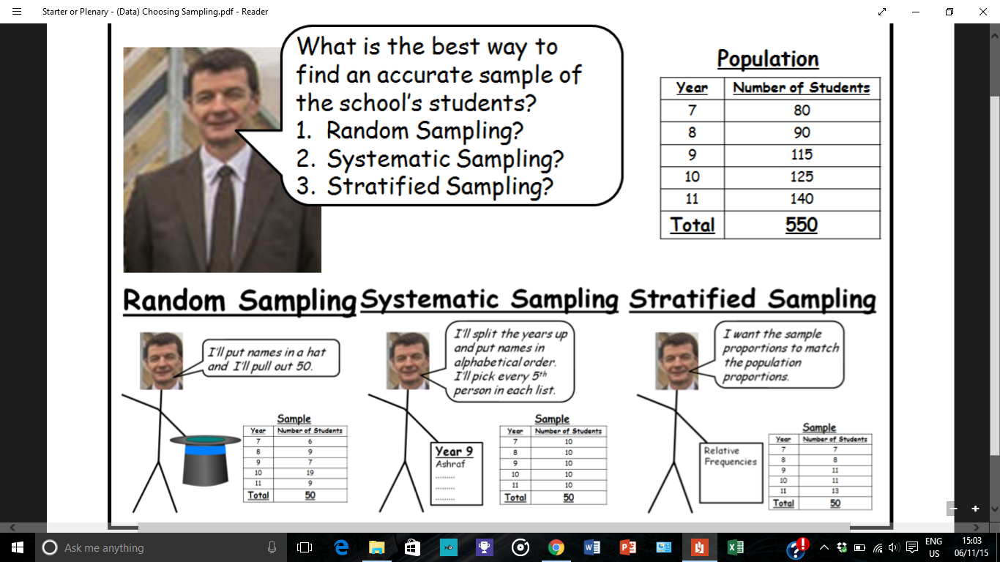 Starter or Plenary - (Data) Choosing Sampling.pdf - Reader
What is the best way to
find an accurate sample of
the school's students?
1. Random Sampling?
2. Systematic Sampling?
3. Stratified Sampling?
Population
Year Number of Students
7 80
8 90
9 115
10 125
11 140
Total 550
Random Sampling
I'll put names in a hat
and I'll pull out 50.
Sample
Year Number of Students
7 6
8 9
9 7
10 19
11 9
Total 50
Systematic Sampling
I'll split the years up
and put names in
alphabetical order.
I'll pick every 5th
person in each list.
Year 9
Ashraf
.........
.........
.........
Sample
Year Number of Students
7 10
8 10
9 10
10 10
11 10
Total 50
Stratified Sampling
I want the sample
proportions to match
the population
proportions.
Relative
Frequencies
Sample
Year Number of Students
7 7
8 8
9 11
10 11
11 13
Total 50
Ask me anything
ENG
US
15:03
06/11/15